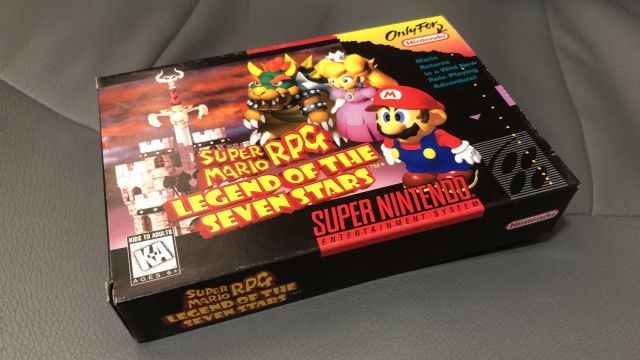 Only For
Nintendo
Mario
Returns
in a Wild New
Role-Playing
Adventure!
SUPER
MARIO
RPG
LEGEND OF THE
SEVEN STARS
TM
M
SUPER NINTENDO
ENTERTAINMENT SYSTEM
Nintendo
KIDS TO ADULTS
K-A
AGES 6+
SUPER
MARIO
RPG
LEGEND OF THE
SEVEN STARS
TM